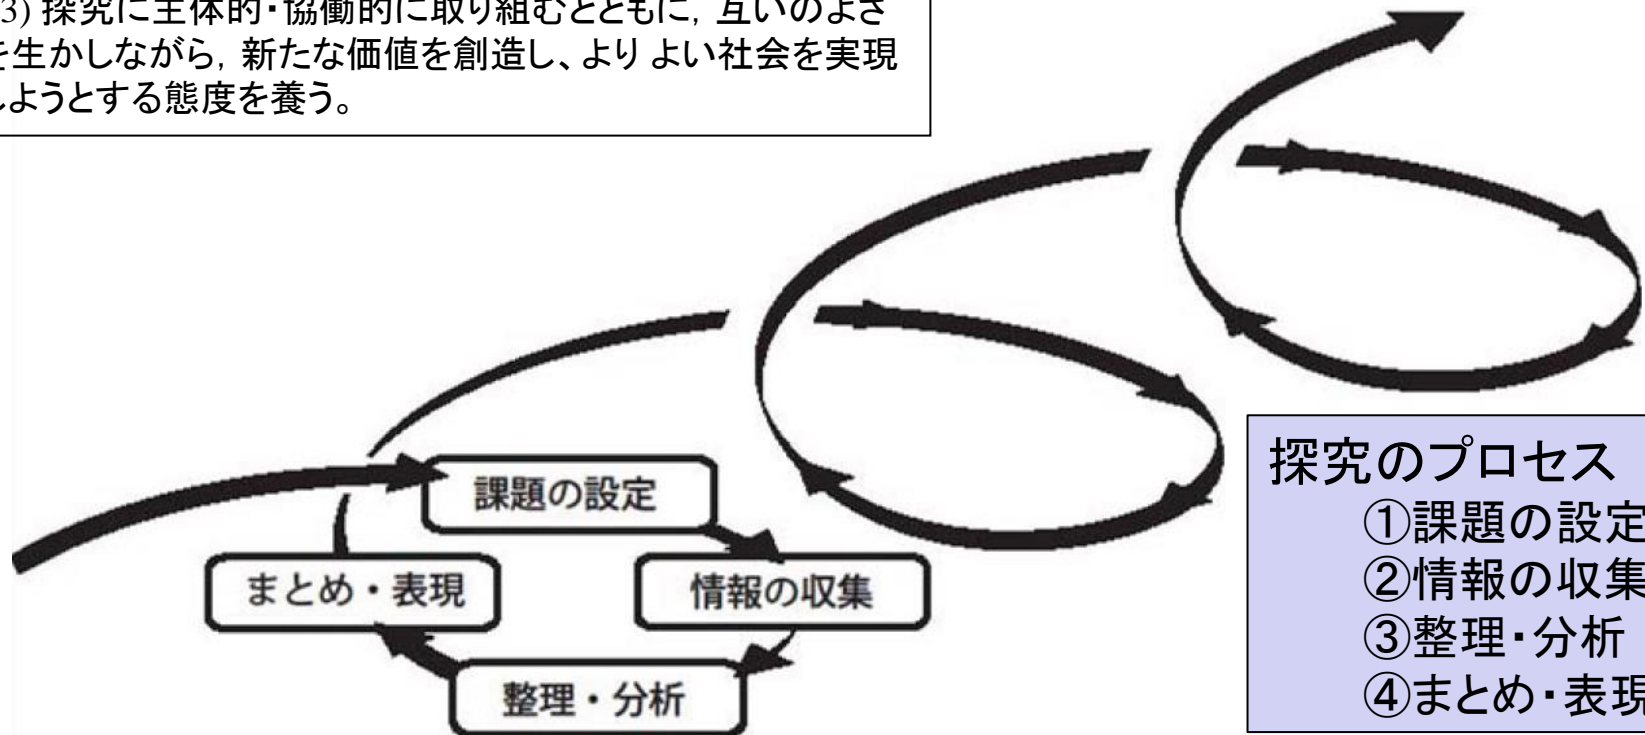 3) 探究に主体的・協働的に取り組むとともに，互いのよさ
を生かしながら，新たな価値を創造し、より よい社会を実現
しようとする態度を養う。
課題の設定
まとめ・表現
情報の収集
整理・分析
探究のプロセス
①課題の設定
②情報の収集
③整理・分析
④まとめ・表現